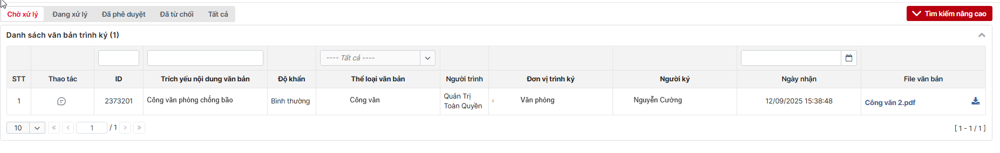 Chờ xử lý Đang xử lý Đã phê duyệt Đã từ chối Tất cả Tìm kiếm nâng cao
Danh sách văn bản trình ký (1)
---- Tất cả ----
STT Thao tác ID Trích yếu nội dung văn bản Độ khẩn Thể loại văn bản Người trình Đơn vị trình ký Người ký Ngày nhận File văn bản
1 2373201 Công văn phòng chống bão Bình thường Công văn Quản Trị Toàn Quyền Văn phòng Nguyễn Cường 12/09/2025 15:38:48 Công văn 2.pdf
10 « ‹ 1 / 1 › » [ 1 - 1 / 1 ]